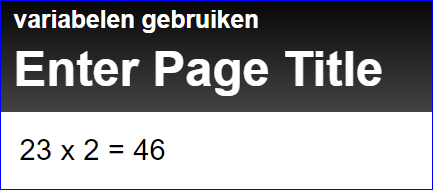 variabelen gebruiken
Enter Page Title
23 x 2 = 46